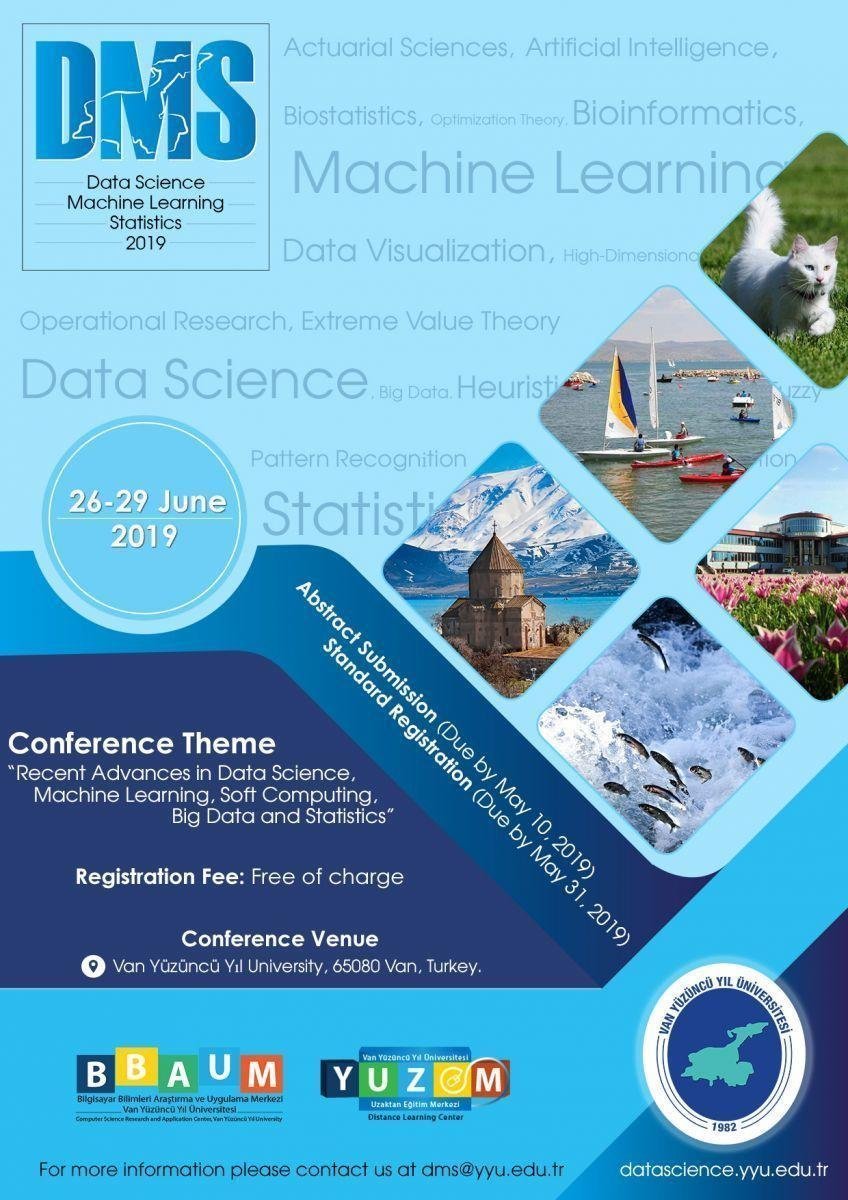 DMS
Data Science
Machine Learning
Statistics
2019
Actuarial Sciences, Artificial Intelligence,
Biostatistics, Optimization Theory. Bioinformatics,
Machine Learning
Data Visualization, High-Dimensional
Operational Research, Extreme Value Theory
Data Science, Big Data. Heuristi
uzzy
Pattern Recognition
Statisti
26-29 June
2019
Abstract Submission (Due by May 10, 2019)
Standard Registration (Due by May 31, 2019)
Conference Theme
“Recent Advances in Data Science,
Machine Learning, Soft Computing,
Big Data and Statistics”
Registration Fee: Free of charge
Conference Venue
Van Yüzüncü Yıl University, 65080 Van, Turkey.
BBAUM
Bilgisayar Bilimleri Araştırma ve Uygulama Merkezi
Van Yüzüncü Yıl Üniversitesi
Computer Science Research and Application Center, Van Yüzüncü Yıl University
Van Yüzüncü Yıl Üniversitesi
YUZEM
Uzaktan Eğitim Merkezi
Distance Learning Center
VAN YÜZÜNCÜ YIL ÜNİVERSİTESİ
1982
For more information please contact us at dms@yyu.edu.tr
datascience.yyu.edu.tr